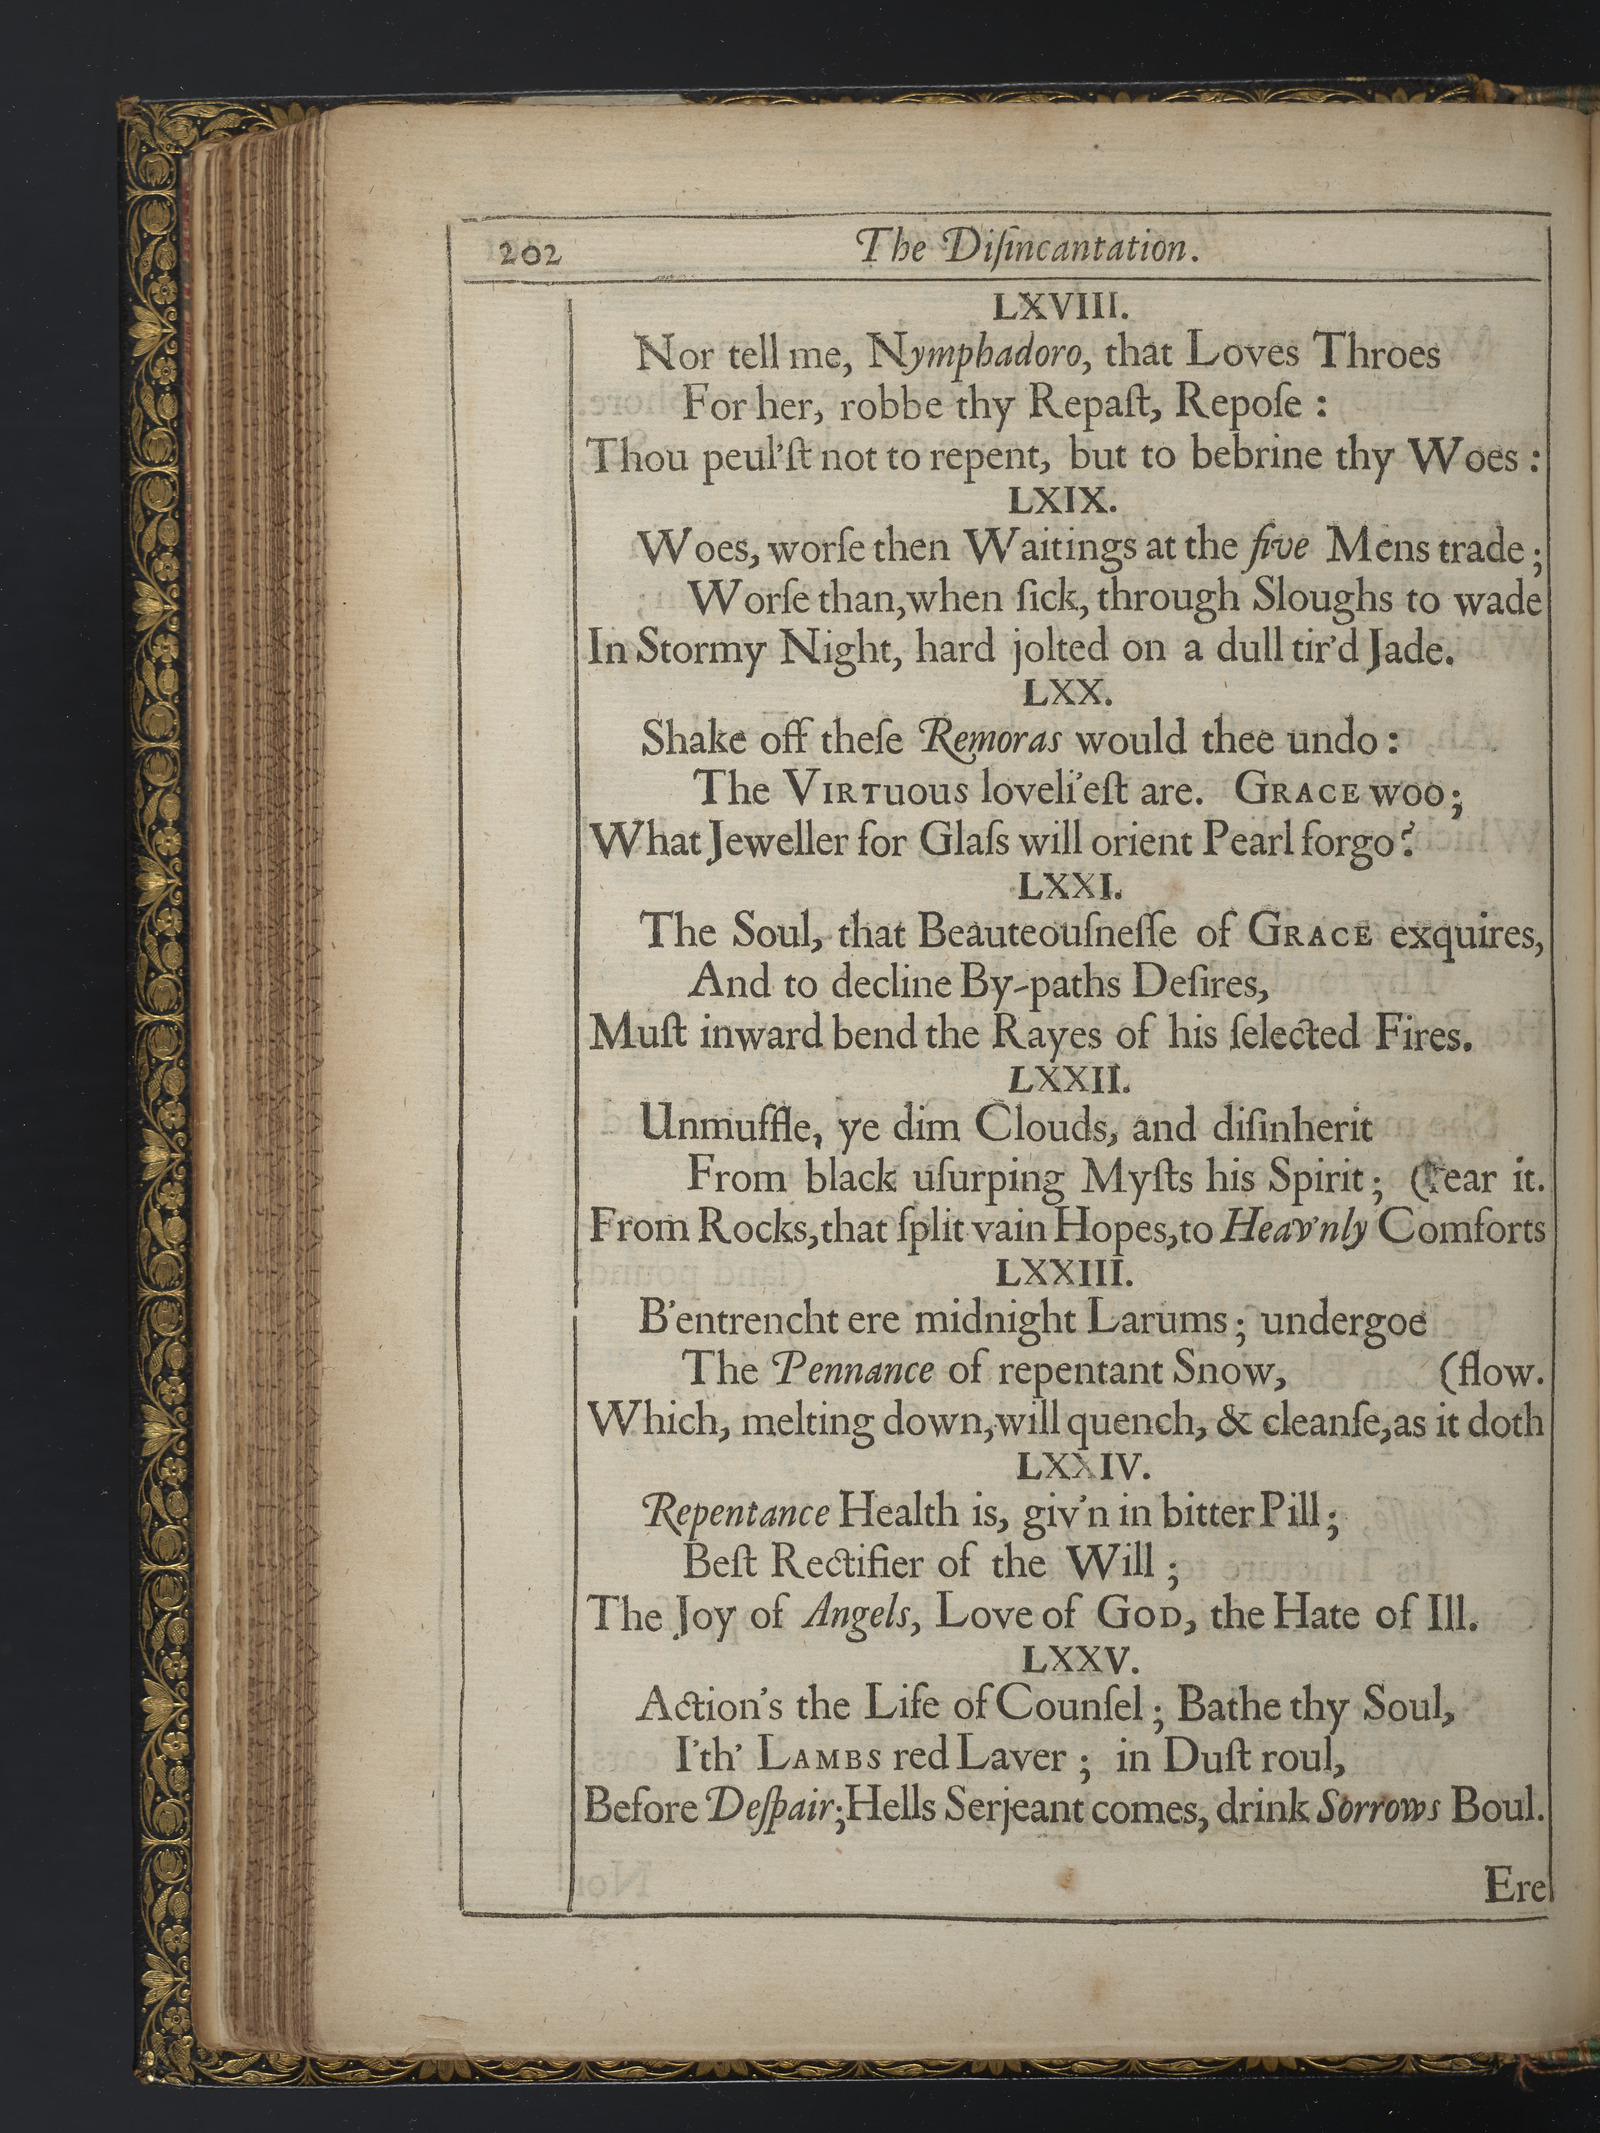 202 The Diſincantation.
LXVIII.
Nor tell me, Nymphadoro, that Loves Throes
For her, robbe thy Repaſt, Repoſe :
Thou peul'ſt not to repent, but to bebrine thy Woes :
LXIX.
Woes, worſe then Waitings at the five Mens trade;
Worſe than, when ſick, through Sloughs to wade
In Stormy Night, hard jolted on a dull tir'd Jade.
LXX.
Shake off theſe Remoras would thee undo :
The VIRTUOUS loveli'eſt are. GRACE woo;
What Jeweller for Glaſs will orient Pearl forgo?
LXXI.
The Soul, that Beauteouſneſſe of GRACE exquires,
And to decline By-paths Deſires,
Muſt inward bend the Rayes of his ſelected Fires.
LXXII.
Unmuffle, ye dim Clouds, and diſinherit
From black uſurping Myſts his Spirit; (rear it.
From Rocks, that ſplit vain Hopes, to Heav'nly Comforts
LXXIII.
B'entrencht ere midnight Larums; undergoe
The Pennance of repentant Snow, (flow.
Which, melting down, will quench, & cleanſe, as it doth
LXXIV.
Repentance Health is, giv'n in bitter Pill;
Beſt Rectifier of the Will;
The Joy of Angels, Love of GOD, the Hate of Ill.
LXXV.
Action's the Life of Counſel; Bathe thy Soul,
I'th' LAMBS red Laver; in Duſt roul,
Before Deſpair; Hells Serjeant comes, drink Sorrows Boul.
Ere